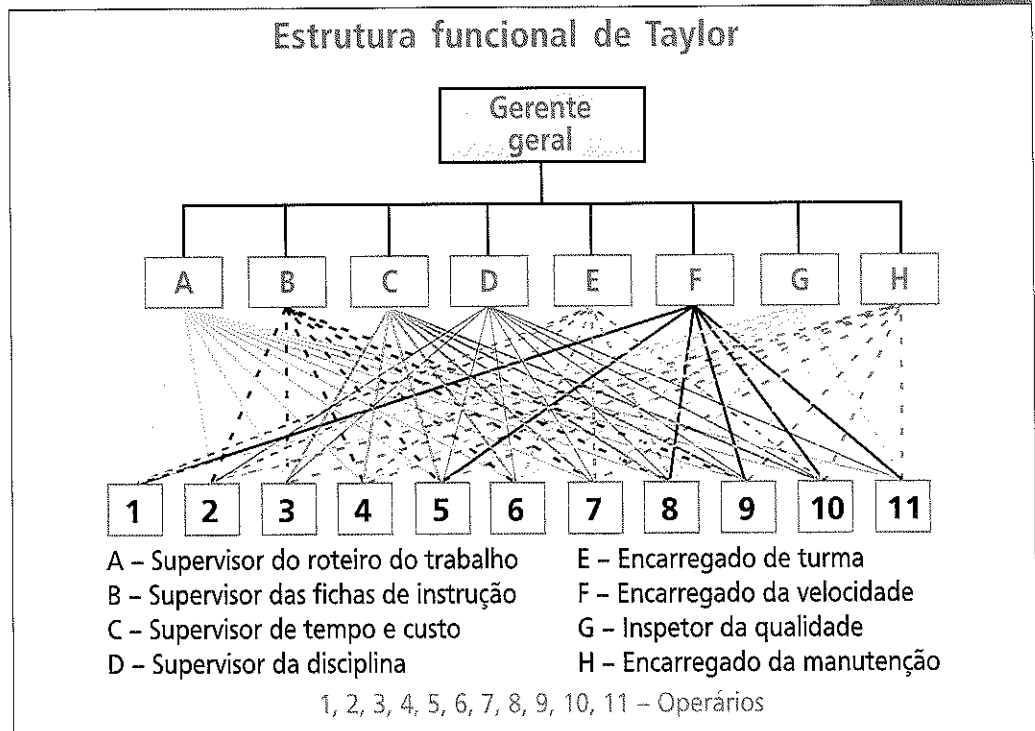 Estrutura funcional de Taylor
Gerente
geral
A B C D E F G H
1 2 3 4 5 6 7 8 9 10 11
A – Supervisor do roteiro do trabalho
B – Supervisor das fichas de instrução
C – Supervisor de tempo e custo
D – Supervisor da disciplina
E – Encarregado de turma
F – Encarregado da velocidade
G – Inspetor da qualidade
H – Encarregado da manutenção
1, 2, 3, 4, 5, 6, 7, 8, 9, 10, 11 – Operários